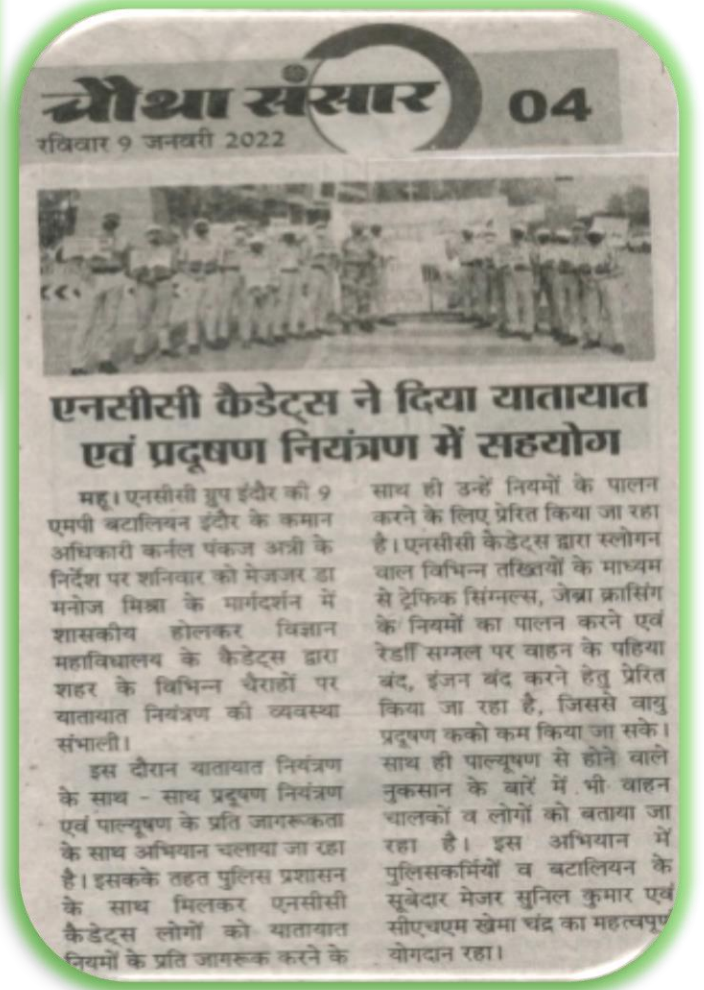 चौथा संसार
04
रविवार 9 जनवरी 2022
एनसीसी कैडेट्स ने दिया यातायात
एवं प्रदूषण नियंत्रण में सहयोग
महू। एनसीसी ग्रुप इंदौर की 9
एमपी बटालियन इंदौर के कमान
अधिकारी कर्नल पंकज अत्री के
निर्देश पर शनिवार को मेजजर डा
मनोज मिश्रा के मार्गदर्शन में
शासकीय होलकर विज्ञान
महाविधालय के कैडेट्स द्वारा
शहर के विभिन्न चैराहों पर
यातायात नियंत्रण की व्यवस्था
संभाली।
इस दौरान यातायात नियंत्रण
के साथ - साथ प्रदूषण नियंत्रण
एवं पाल्यूषण के प्रति जागरूकता
के साथ अभियान चलाया जा रहा
है। इसकके तहत पुलिस प्रशासन
के साथ मिलकर एनसीसी
कैडेट्स लोगों को यातायात
नियमों के प्रति जागरूक करने के
साथ ही उन्हें नियमों के पालन
करने के लिए प्रेरित किया जा रहा
है। एनसीसी कैडेट्स द्वारा स्लोगन
वाल विभिन्न तख्तियों के माध्यम
से ट्रेफिक सिंग्नल्स, जेब्रा क्रासिंग
के नियमों का पालन करने एवं
सग्नल पर वाहन के पहिया
बंद, इंजन बंद करने हेतु प्रेरित
किया जा रहा है, जिससे वायु
प्रदूषण कको कम किया जा सके।
साथ ही पाल्यूषण से होने वाले
नुकसान के बारें में भी वाहन
चालकों व लोगों को बताया जा
रहा है। इस अभियान में
पुलिसकर्मियों व बटालियन के
सूबेदार मेजर सुनिल कुमार एवं
सीएचएम खेमा चंद्र का महत्वपूर्ण
योगदान रहा।